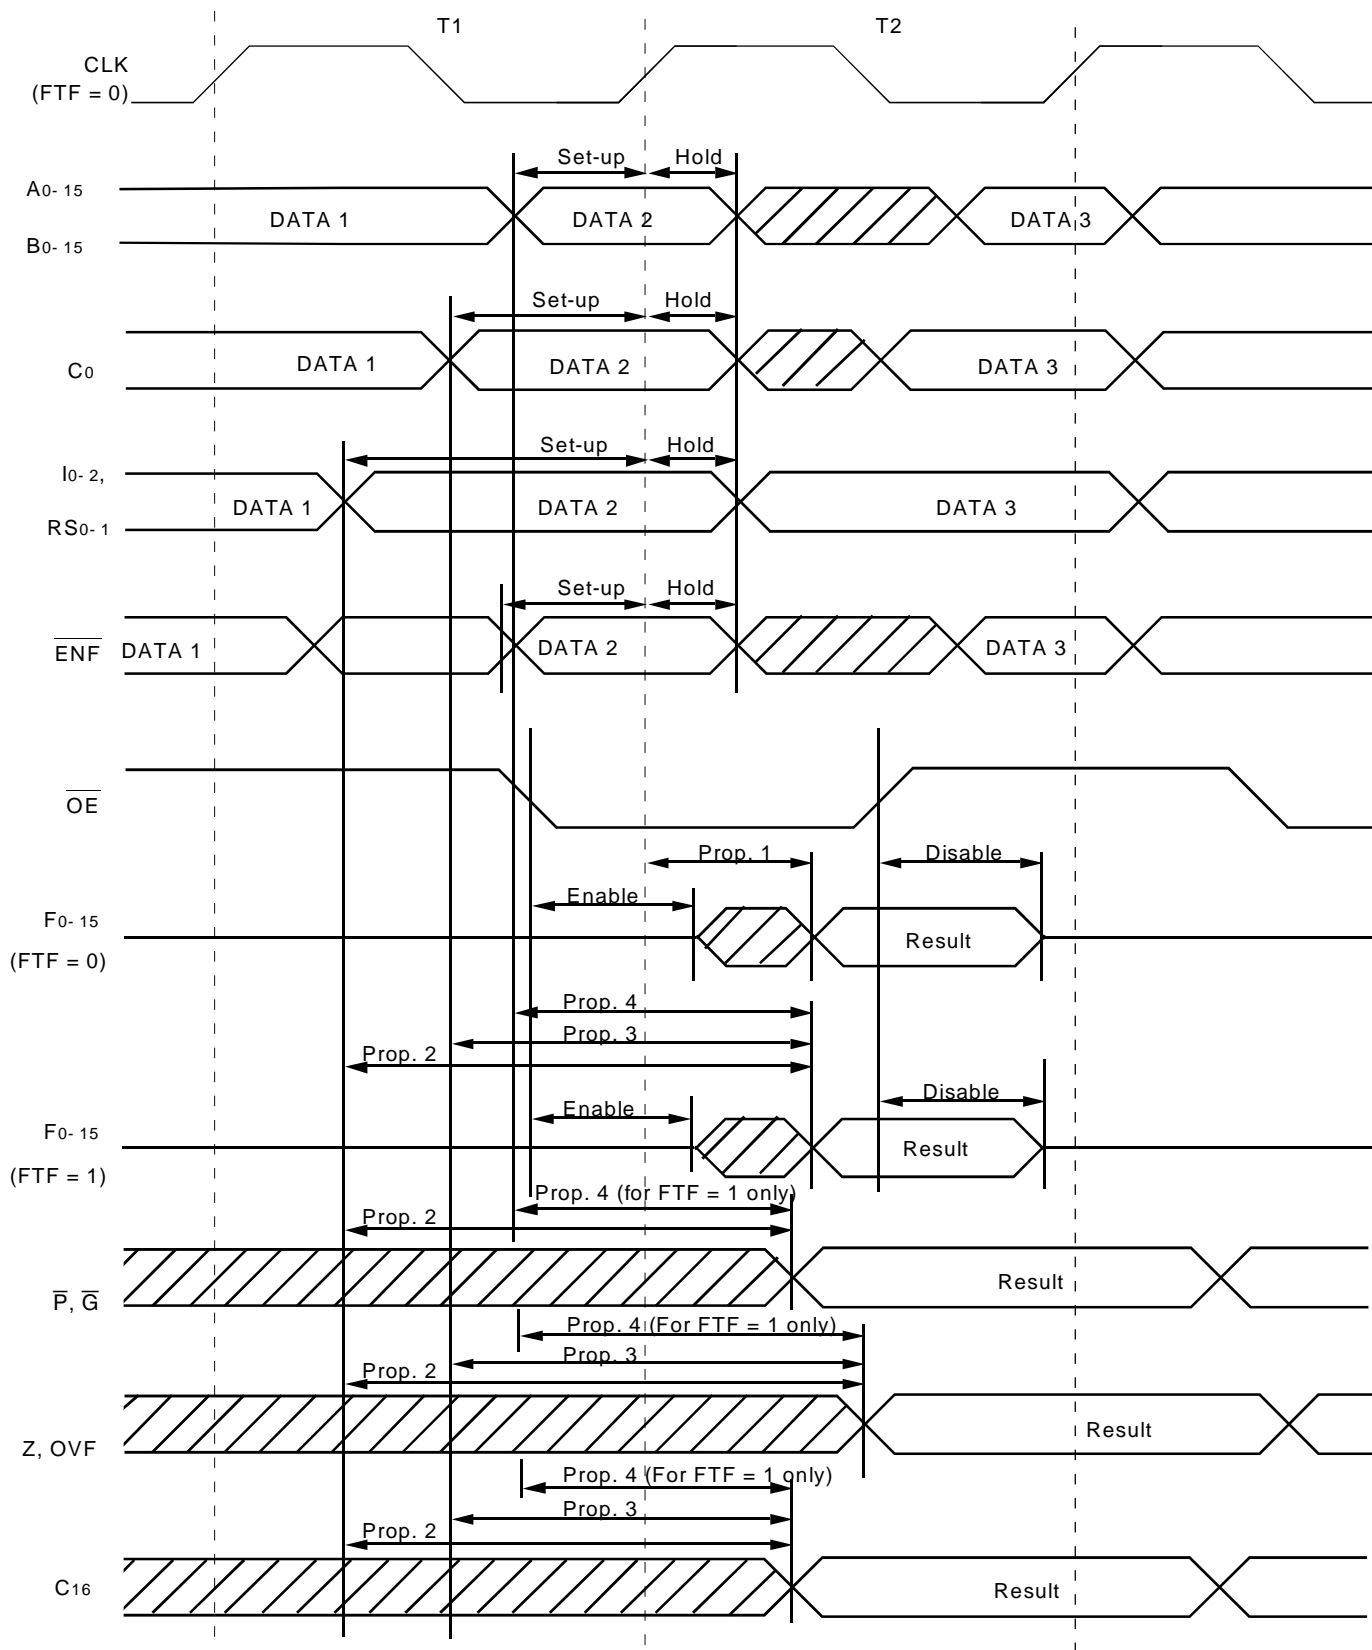 T1 T2
CLK
(FTF = 0)
Set-up Hold
A0-15
DATA 1 DATA 2 DATA 3
B0-15
Set-up Hold
DATA 1 DATA 2 DATA 3
C0
Set-up Hold
I0-2,
DATA 1 DATA 2 DATA 3
RS0-1
Set-up Hold
ENF DATA 1 DATA 2 DATA 3
OE
Prop. 1 Disable
Enable
F0-15
Result
(FTF = 0)
Prop. 4
Prop. 3
Prop. 2
Disable
Enable
F0-15
Result
(FTF = 1)
Prop. 4 (for FTF = 1 only)
Prop. 2
P, G Result
Prop. 4 (For FTF = 1 only)
Prop. 3
Prop. 2
Z, OVF Result
Prop. 4 (For FTF = 1 only)
Prop. 3
Prop. 2
C16 Result